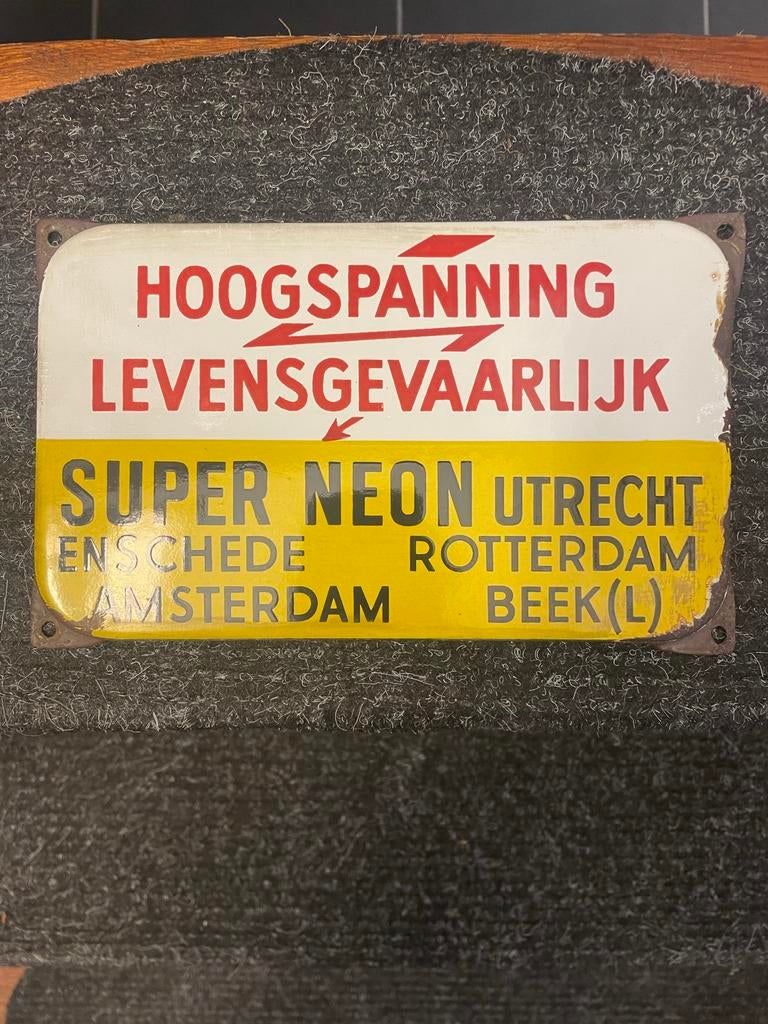 HOOGSPANNING
LEVENSGEVAARLIJK
SUPER NEON UTRECHT
ENSCHEDE ROTTERDAM
AMSTERDAM BEEK(L)